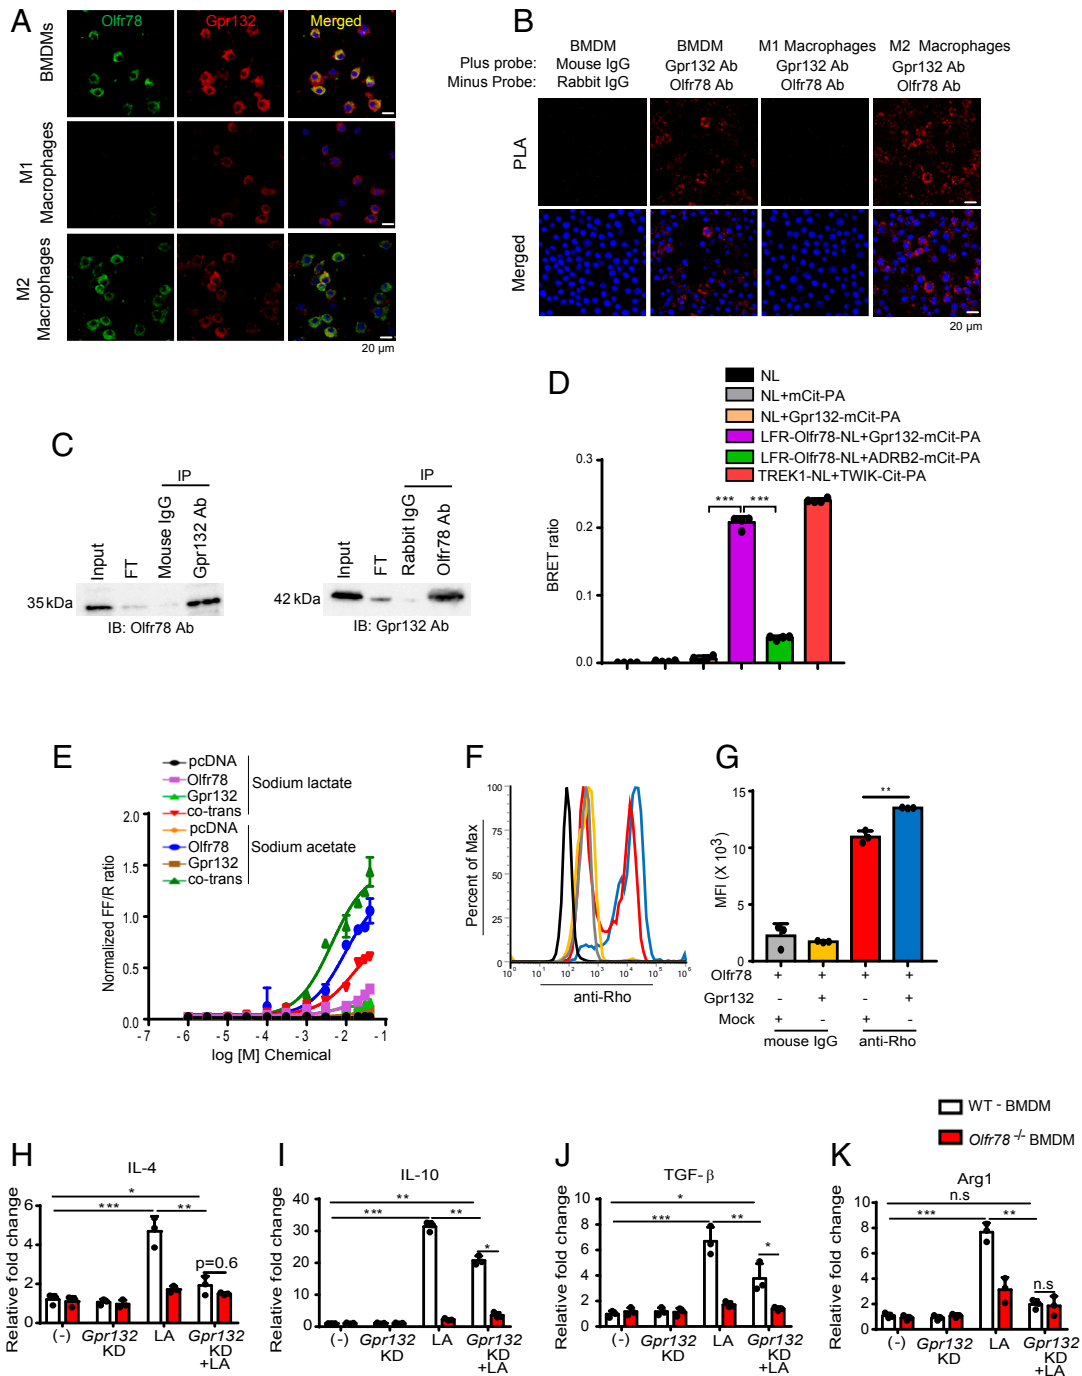 A
Olfr78
Gpr132
Merged
BMDMs
M1
Macrophages
M2
Macrophages
20 µm
B
BMDM
BMDM
M1 Macrophages
M2 Macrophages
Plus probe:
Mouse IgG
Gpr132 Ab
Gpr132 Ab
Gpr132 Ab
Minus Probe:
Rabbit IgG
Olfr78 Ab
Olfr78 Ab
Olfr78 Ab
PLA
Merged
20 µm
C
IP
Input
FT
Mouse IgG
Gpr132 Ab
35 kDa
IB: Olfr78 Ab
IP
Input
FT
Rabbit IgG
Olfr78 Ab
42 kDa
IB: Gpr132 Ab
D
NL
NL+mCit-PA
NL+Gpr132-mCit-PA
LFR-Olfr78-NL+Gpr132-mCit-PA
LFR-Olfr78-NL+ADRB2-mCit-PA
TREK1-NL+TWIK-Cit-PA
BRET ratio
0.3
0.2
0.1
0.0
*** ***
E
pcDNA
Olfr78
Gpr132
co-trans
Sodium lactate
pcDNA
Olfr78
Gpr132
co-trans
Sodium acetate
Normalized FF/R ratio
2.0
1.5
1.0
0.5
0.0
-7 -6 -5 -4 -3 -2 -1
log [M] Chemical
F
Percent of Max
100
75
50
25
0
10⁰ 10¹ 10² 10³ 10⁴ 10⁵ 10⁶
anti-Rho
G
MFI (X 10³)
15
10
5
0
**
Olfr78 + + + +
Gpr132 - + - +
Mock + - + -
mouse IgG
anti-Rho
WT - BMDM
Olfr78 -/- BMDM
H
IL-4
Relative fold change
6
4
2
0
*
*** **
p=0.6
(-)
Gpr132 KD
LA
Gpr132 KD +LA
I
IL-10
Relative fold change
40
30
20
10
0
**
*** **
*
(-)
Gpr132 KD
LA
Gpr132 KD +LA
J
TGF-β
Relative fold change
10
8
6
4
2
0
*
*** **
*
(-)
Gpr132 KD
LA
Gpr132 KD +LA
K
Arg1
Relative fold change
10
8
6
4
2
0
n.s
*** **
n.s
(-)
Gpr132 KD
LA
Gpr132 KD +LA